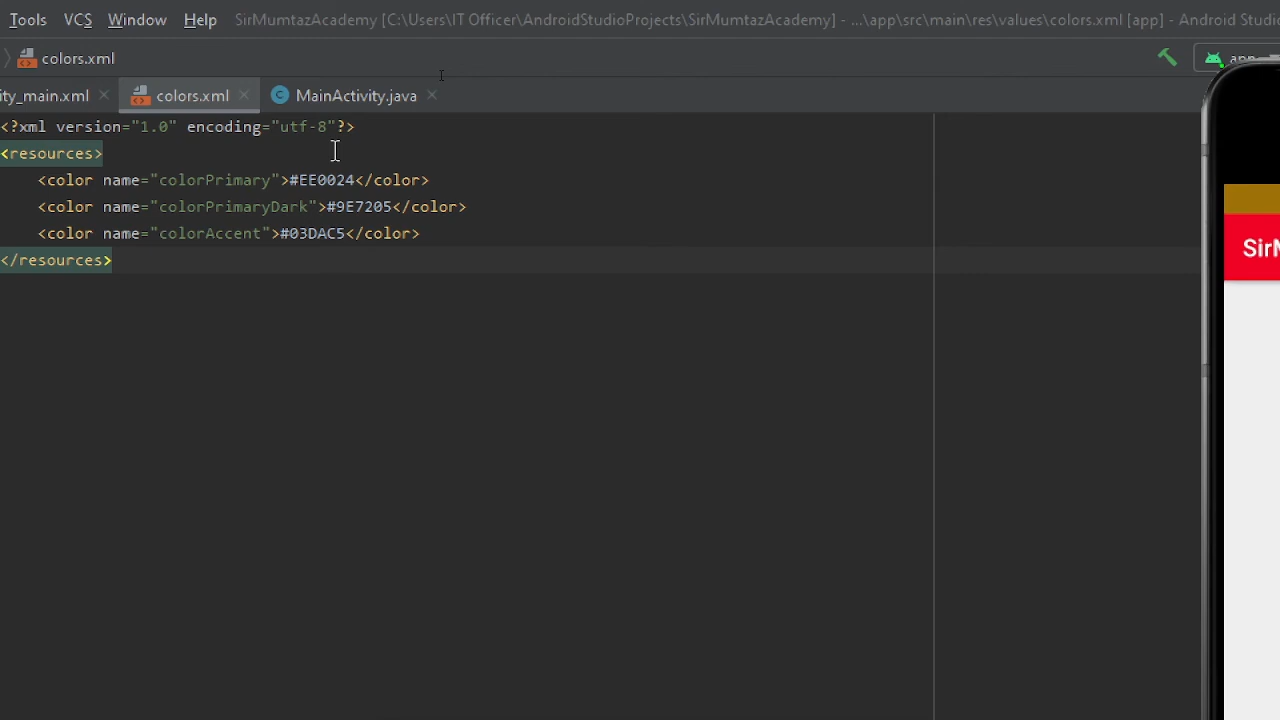 Tools VCS Window Help SirMumtazAcademy [C:\Users\IT Officer\AndroidStudioProjects\SirMumtazAcademy] - ...\app\src\main\res\values\colors.xml [app] - Android Studio
colors.xml app
ity_main.xml colors.xml MainActivity.java
<?xml version="1.0" encoding="utf-8"?>
<resources>
<color name="colorPrimary">#EE0024</color>
<color name="colorPrimaryDark">#9E7205</color>
<color name="colorAccent">#03DAC5</color>
</resources>
SirM